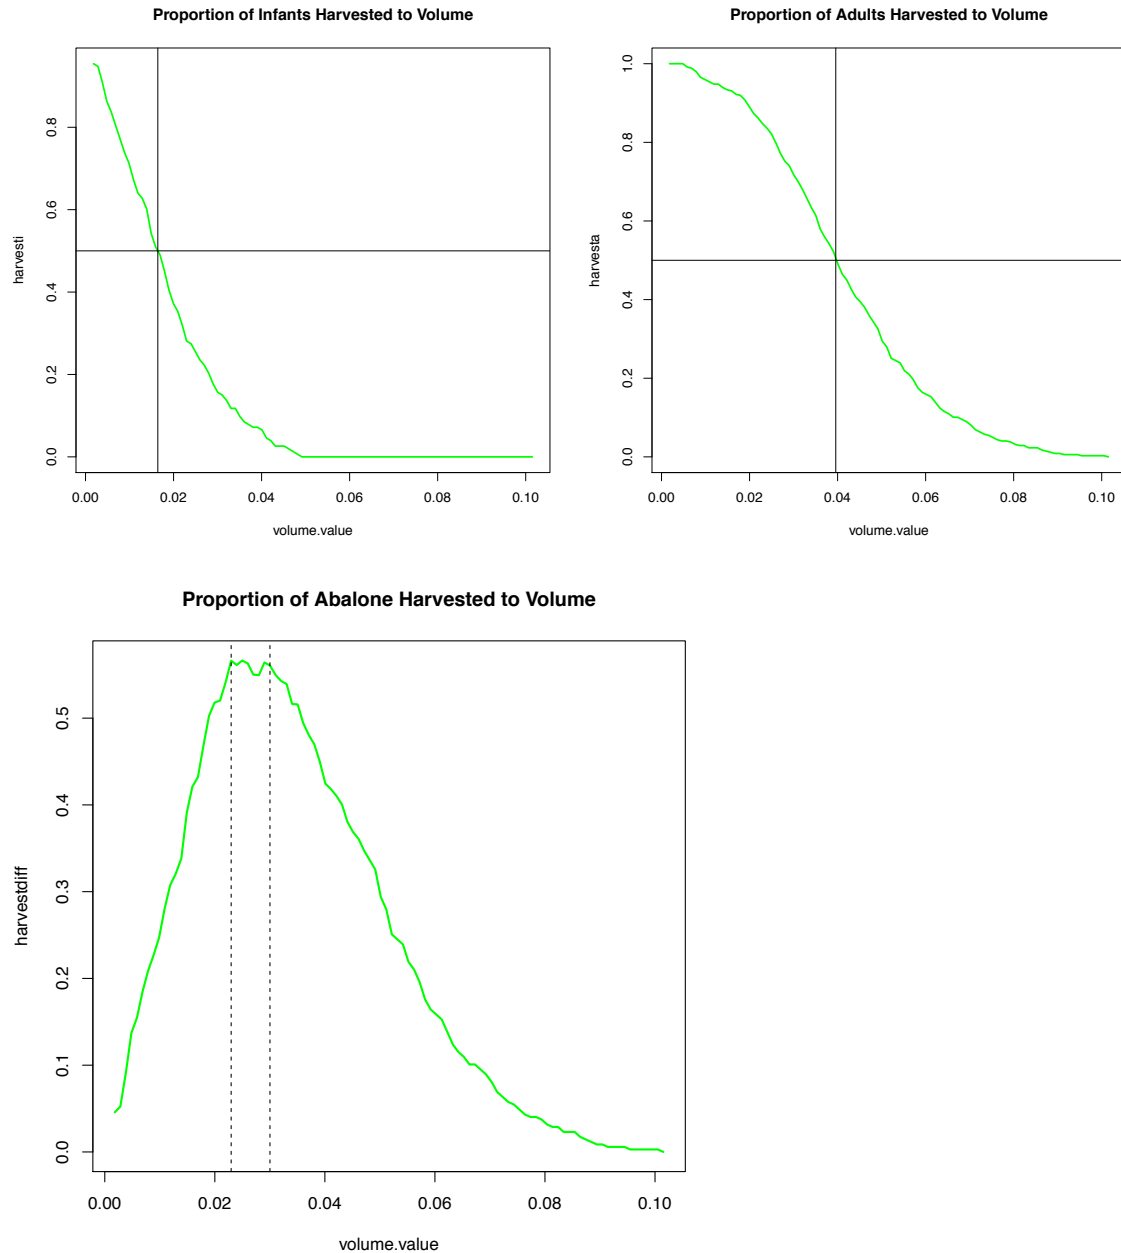 Proportion of Infants Harvested to Volume
harvesti
0.0 0.2 0.4 0.6 0.8
0.00 0.02 0.04 0.06 0.08 0.10
volume.value
Proportion of Adults Harvested to Volume
harvesta
0.0 0.2 0.4 0.6 0.8 1.0
0.00 0.02 0.04 0.06 0.08 0.10
volume.value
Proportion of Abalone Harvested to Volume
harvestdiff
0.0 0.1 0.2 0.3 0.4 0.5
0.00 0.02 0.04 0.06 0.08 0.10
volume.value